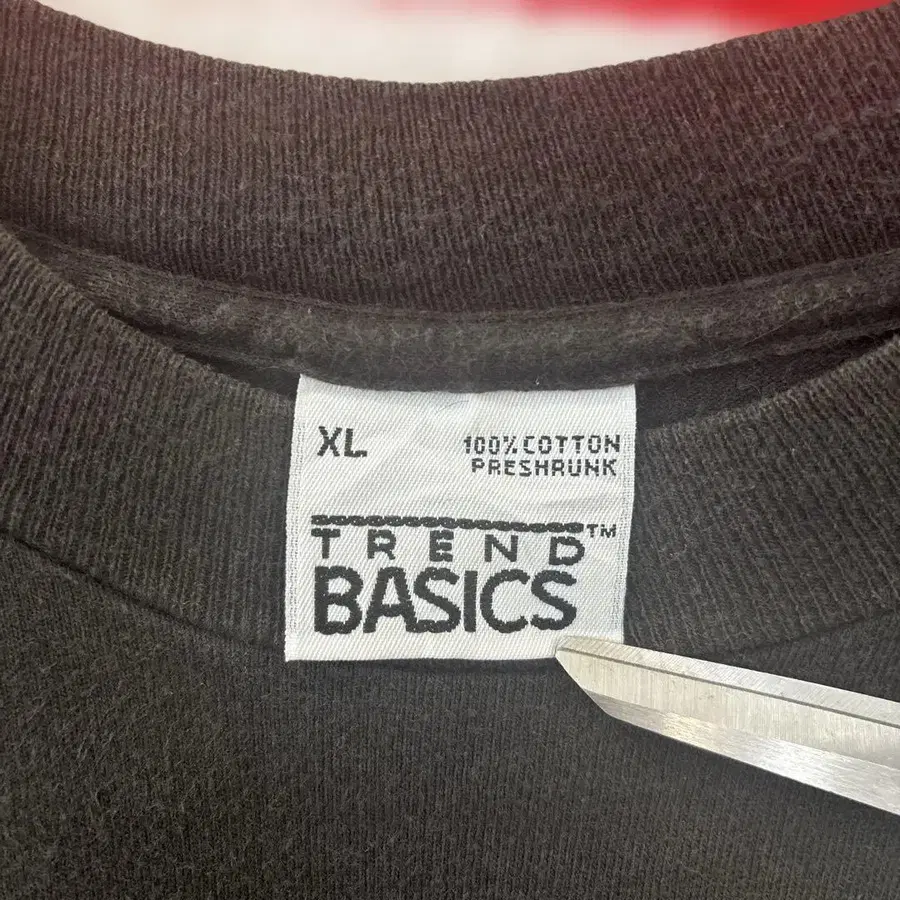 XL
100% COTTON
PRESHRUNK
TREND™
BASICS